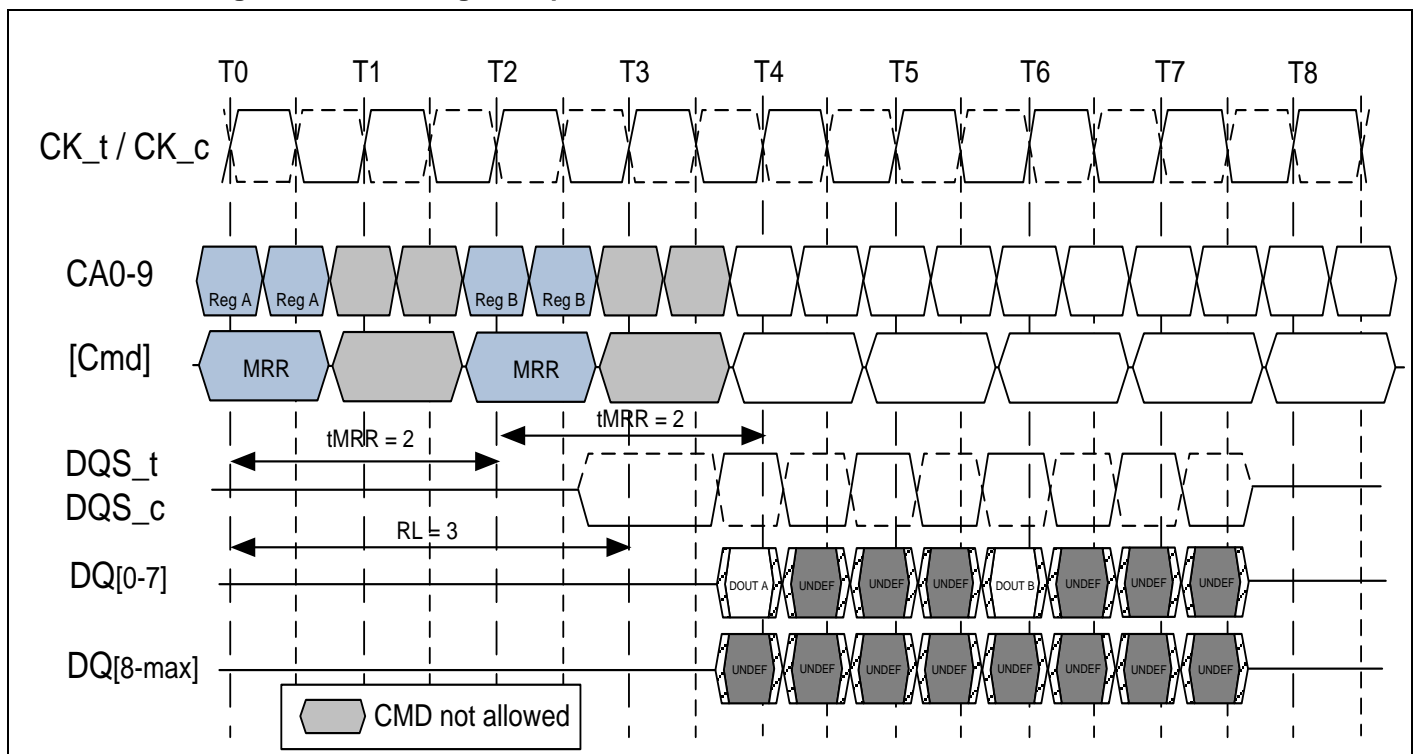 T0 T1 T2 T3 T4 T5 T6 T7 T8
CK_t / CK_c
CA0-9
Reg A Reg A Reg B Reg B
[Cmd]
MRR MRR
tMRR = 2 tMRR = 2
DQS_t
DQS_c
RL = 3
DQ[0-7]
DOUT A UNDEF UNDEF UNDEF DOUT B UNDEF UNDEF UNDEF
DQ[8-max]
UNDEF UNDEF UNDEF UNDEF UNDEF UNDEF UNDEF UNDEF
CMD not allowed